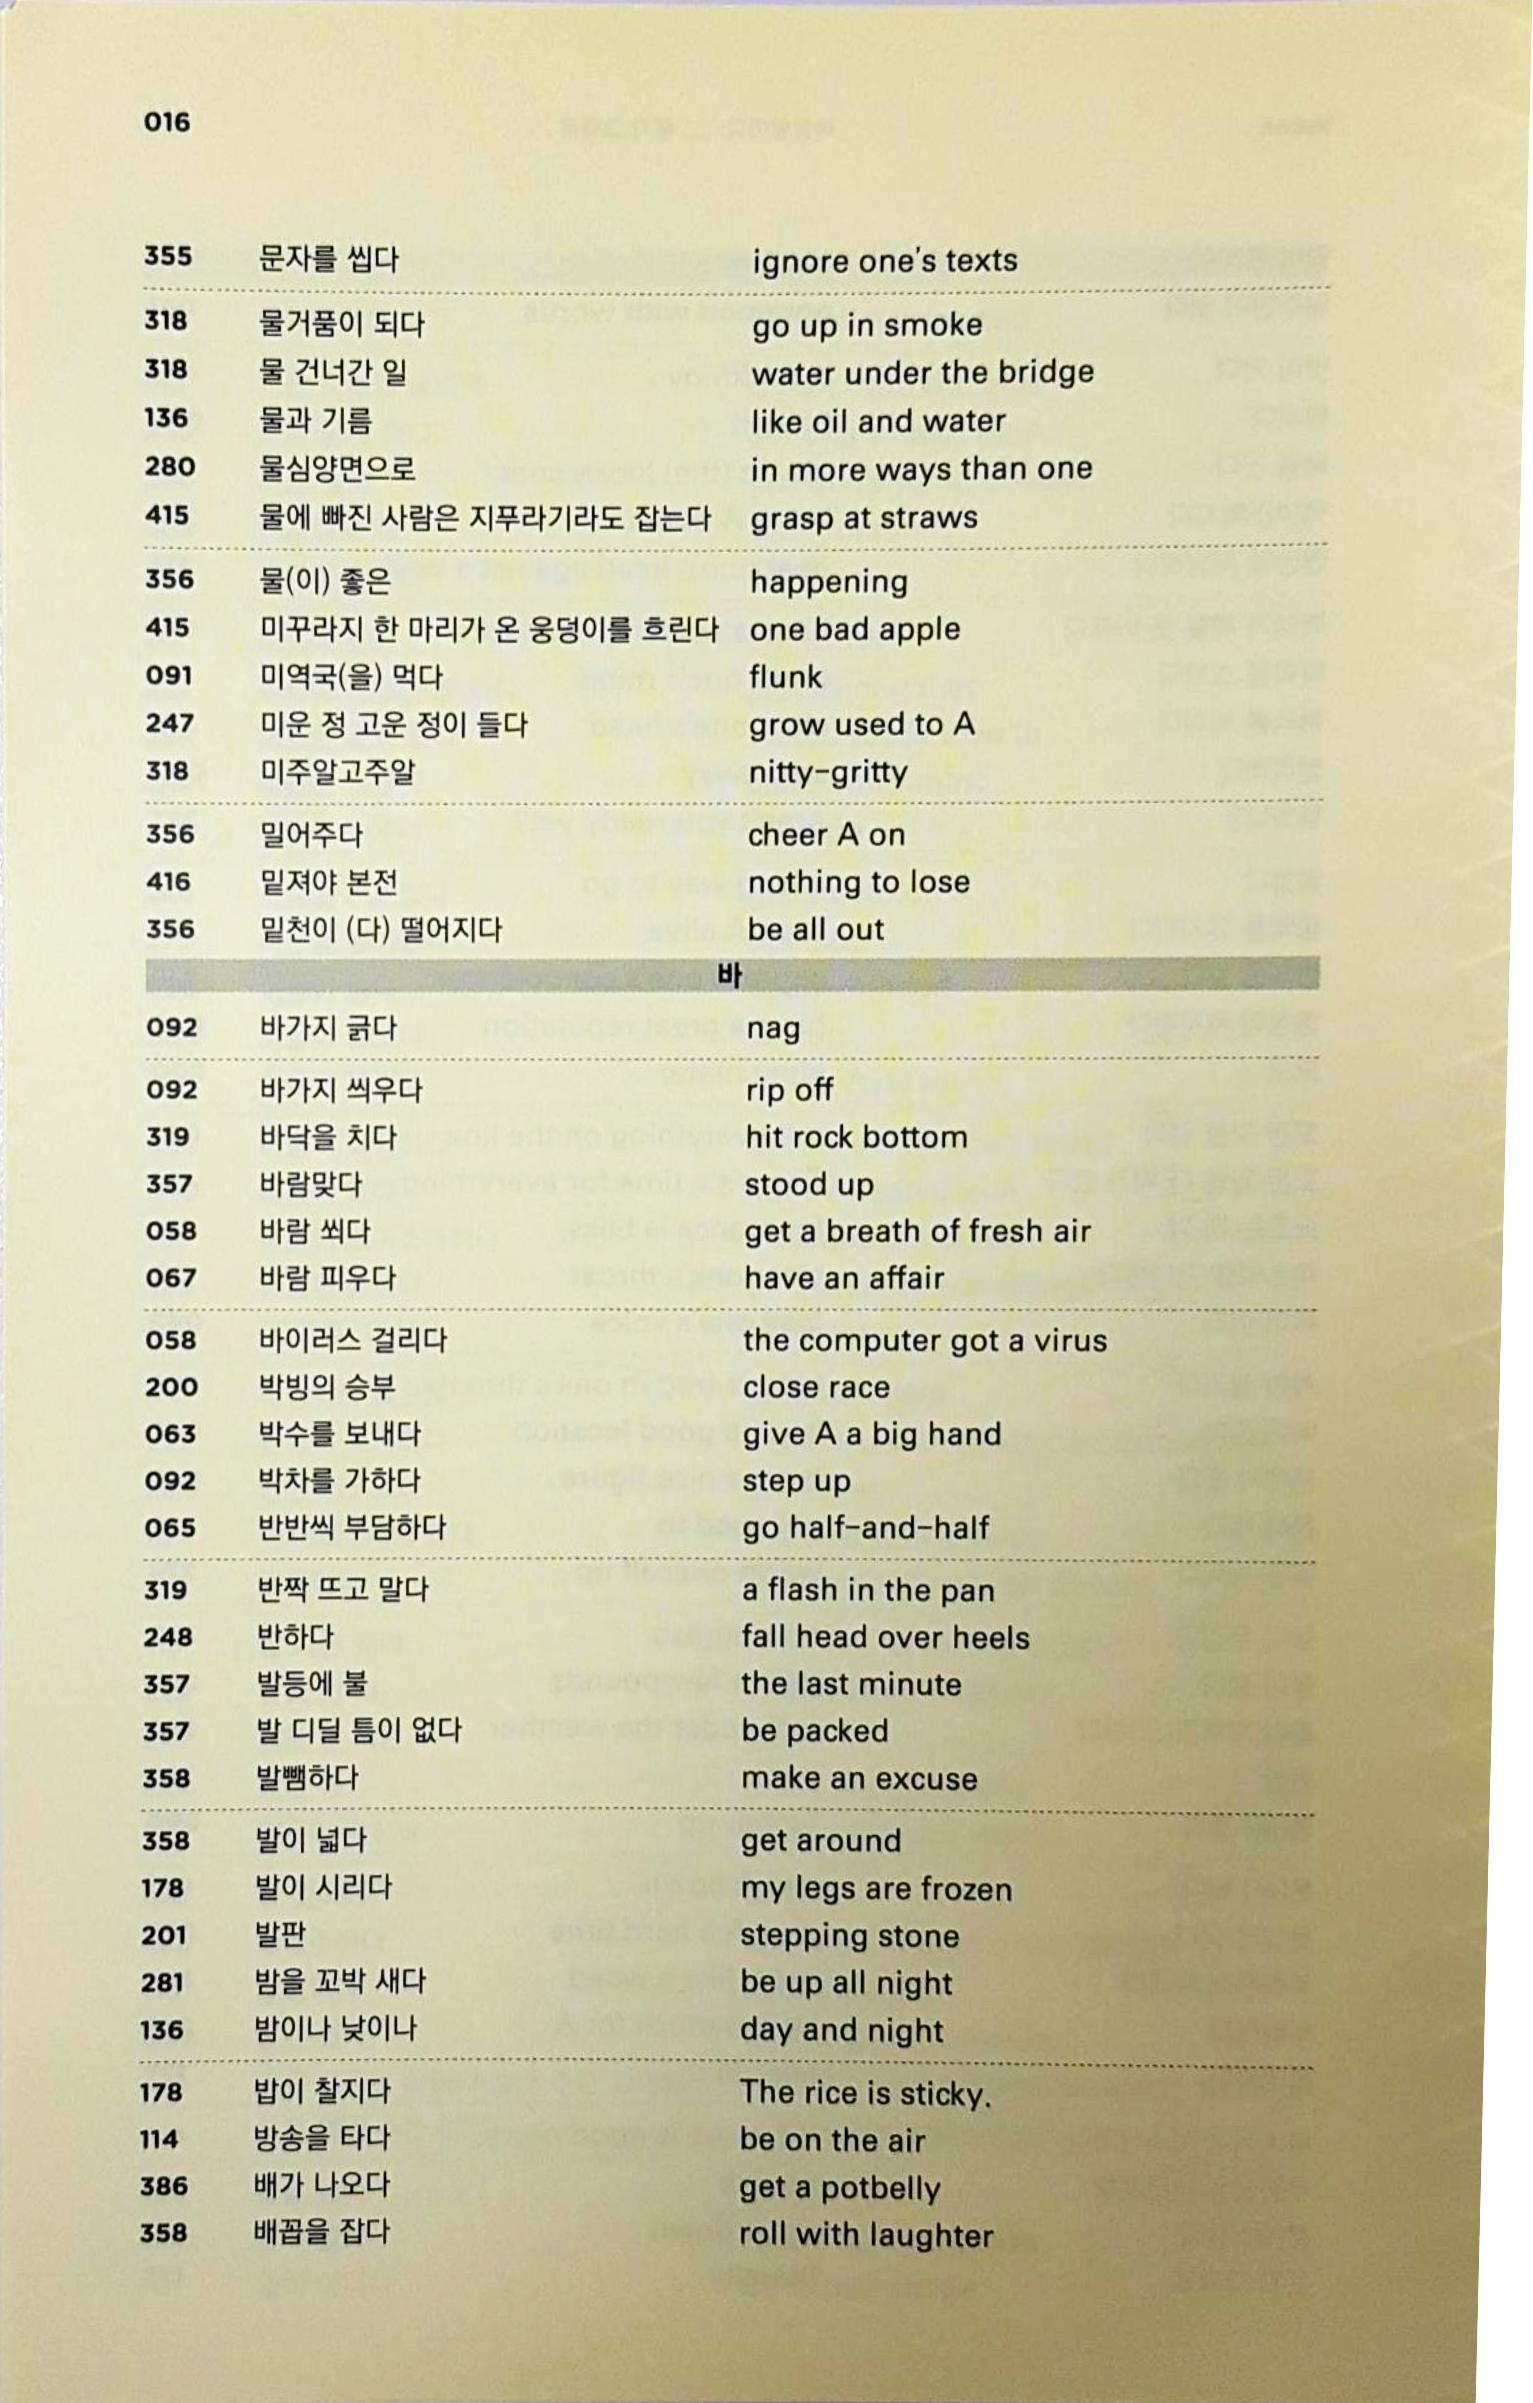 016
355 문자를 씹다 ignore one's texts
318 물거품이 되다 go up in smoke
318 물 건너간 일 water under the bridge
136 물과 기름 like oil and water
280 물심양면으로 in more ways than one
415 물에 빠진 사람은 지푸라기라도 잡는다 grasp at straws
356 물(이) 좋은 happening
415 미꾸라지 한 마리가 온 웅덩이를 흐린다 one bad apple
091 미역국(을) 먹다 flunk
247 미운 정 고운 정이 들다 grow used to A
318 미주알고주알 nitty-gritty
356 밀어주다 cheer A on
416 밑져야 본전 nothing to lose
356 밑천이 (다) 떨어지다 be all out
바
092 바가지 긁다 nag
092 바가지 씌우다 rip off
319 바닥을 치다 hit rock bottom
357 바람맞다 stood up
058 바람 쐬다 get a breath of fresh air
067 바람 피우다 have an affair
058 바이러스 걸리다 the computer got a virus
200 박빙의 승부 close race
063 박수를 보내다 give A a big hand
092 박차를 가하다 step up
065 반반씩 부담하다 go half-and-half
319 반짝 뜨고 말다 a flash in the pan
248 반하다 fall head over heels
357 발등에 불 the last minute
357 발 디딜 틈이 없다 be packed
358 발뺌하다 make an excuse
358 발이 넓다 get around
178 발이 시리다 my legs are frozen
201 발판 stepping stone
281 밤을 꼬박 새다 be up all night
136 밤이나 낮이나 day and night
178 밥이 찰지다 The rice is sticky.
114 방송을 타다 be on the air
386 배가 나오다 get a potbelly
358 배꼽을 잡다 roll with laughter